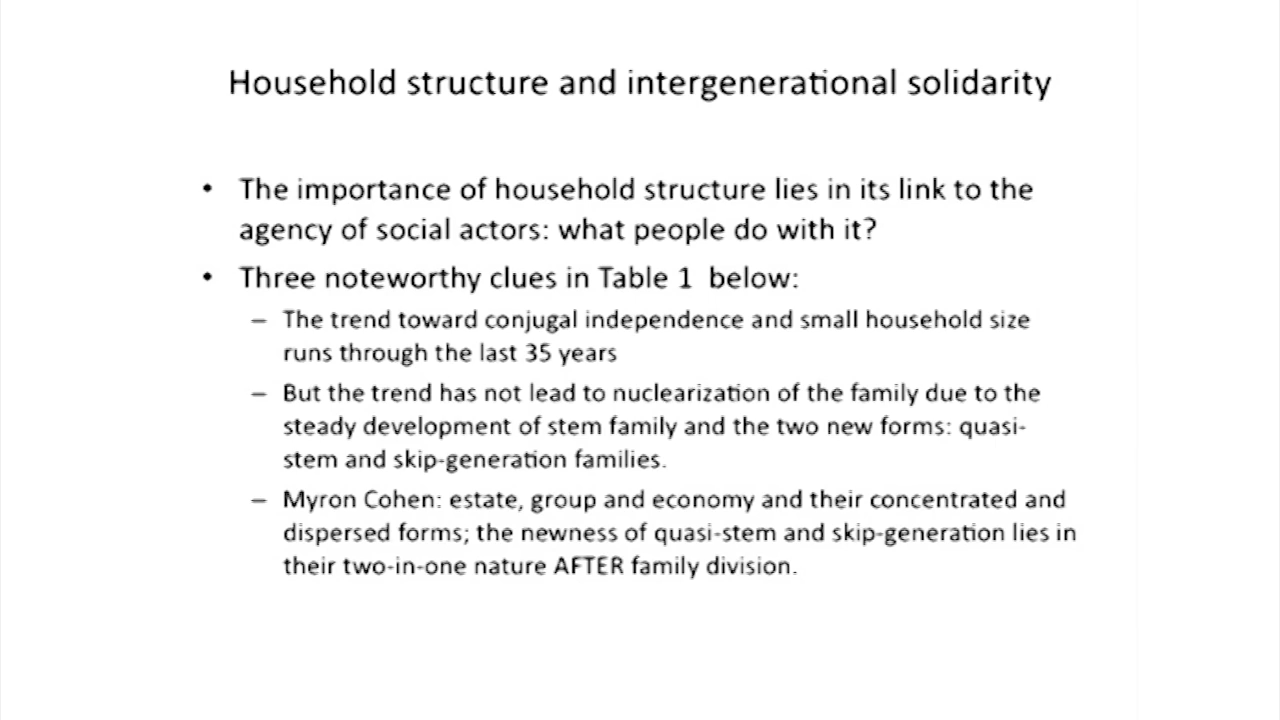 Household structure and intergenerational solidarity
• The importance of household structure lies in its link to the
agency of social actors: what people do with it?
• Three noteworthy clues in Table 1 below:
– The trend toward conjugal independence and small household size
runs through the last 35 years
– But the trend has not lead to nuclearization of the family due to the
steady development of stem family and the two new forms: quasi-
stem and skip-generation families.
– Myron Cohen: estate, group and economy and their concentrated and
dispersed forms; the newness of quasi-stem and skip-generation lies in
their two-in-one nature AFTER family division.